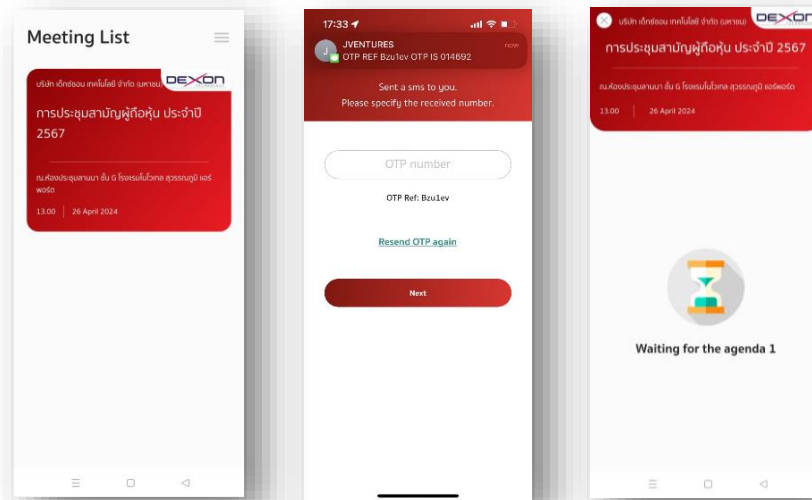 Meeting List
บริษัท เด็กซ์ซอน เทคโนโลยี จำกัด (มหาชน)
DEXON
การประชุมสามัญผู้ถือหุ้น ประจำปี
2567
ณ.ห้องประชุมลานนา ชั้น G โรงแรมโนโวเทล สุวรรณภูมิ แอร์
พอร์ต
13.00 26 April 2024
17:33
J
JVENTURES
now
OTP REF Bzu1ev OTP IS 014692
Sent a sms to you.
Please specify the received number.
OTP number
OTP Ref: Bzu1ev
Resend OTP again
Next
บริษัท เด็กซ์ซอน เทคโนโลยี จำกัด (มหาชน)
DEXON
การประชุมสามัญผู้ถือหุ้น ประจำปี 2567
ณ.ห้องประชุมลานนา ชั้น G โรงแรมโนโวเทล สุวรรณภูมิ แอร์พอร์ต
13.00 26 April 2024
Waiting for the agenda 1